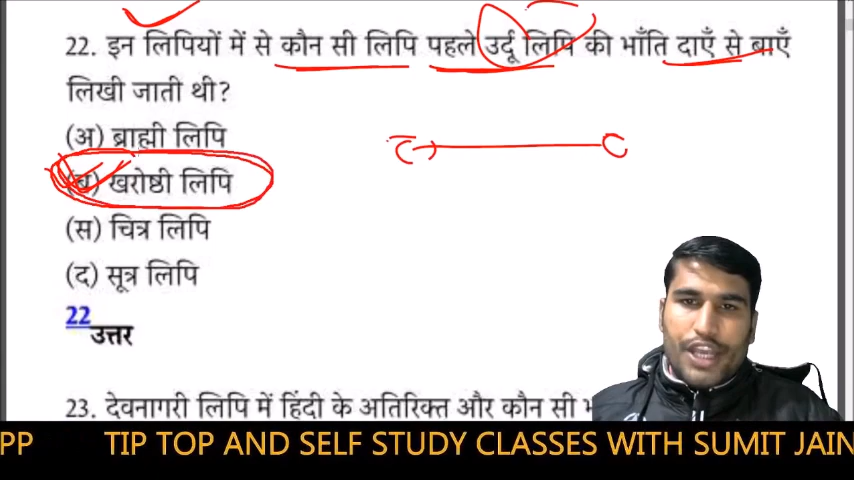 22. इन लिपियों में से कौन सी लिपि पहले उर्दू लिपि की भाँति दाएँ से बाएँ
लिखी जाती थी?
(अ) ब्राह्मी लिपि
(ब) खरोष्ठी लिपि
(स) चित्र लिपि
(द) सूत्र लिपि
22
उत्तर
23. देवनागरी लिपि में हिंदी के अतिरिक्त और कौन सी
PP TIP TOP AND SELF STUDY CLASSES WITH SUMIT JAIN